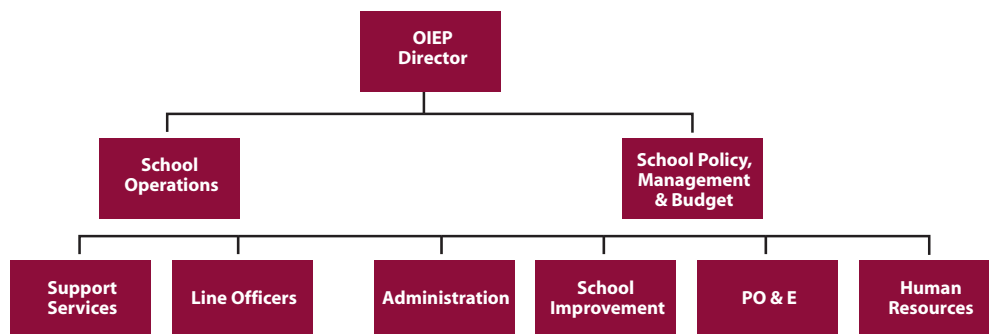 OIEP
Director
School
Operations
School Policy,
Management
& Budget
Support
Services
Line Officers
Administration
School
Improvement
PO & E
Human
Resources